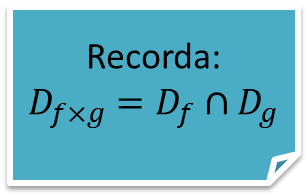 Recorda:
D_{f×g} = D_f ∩ D_g